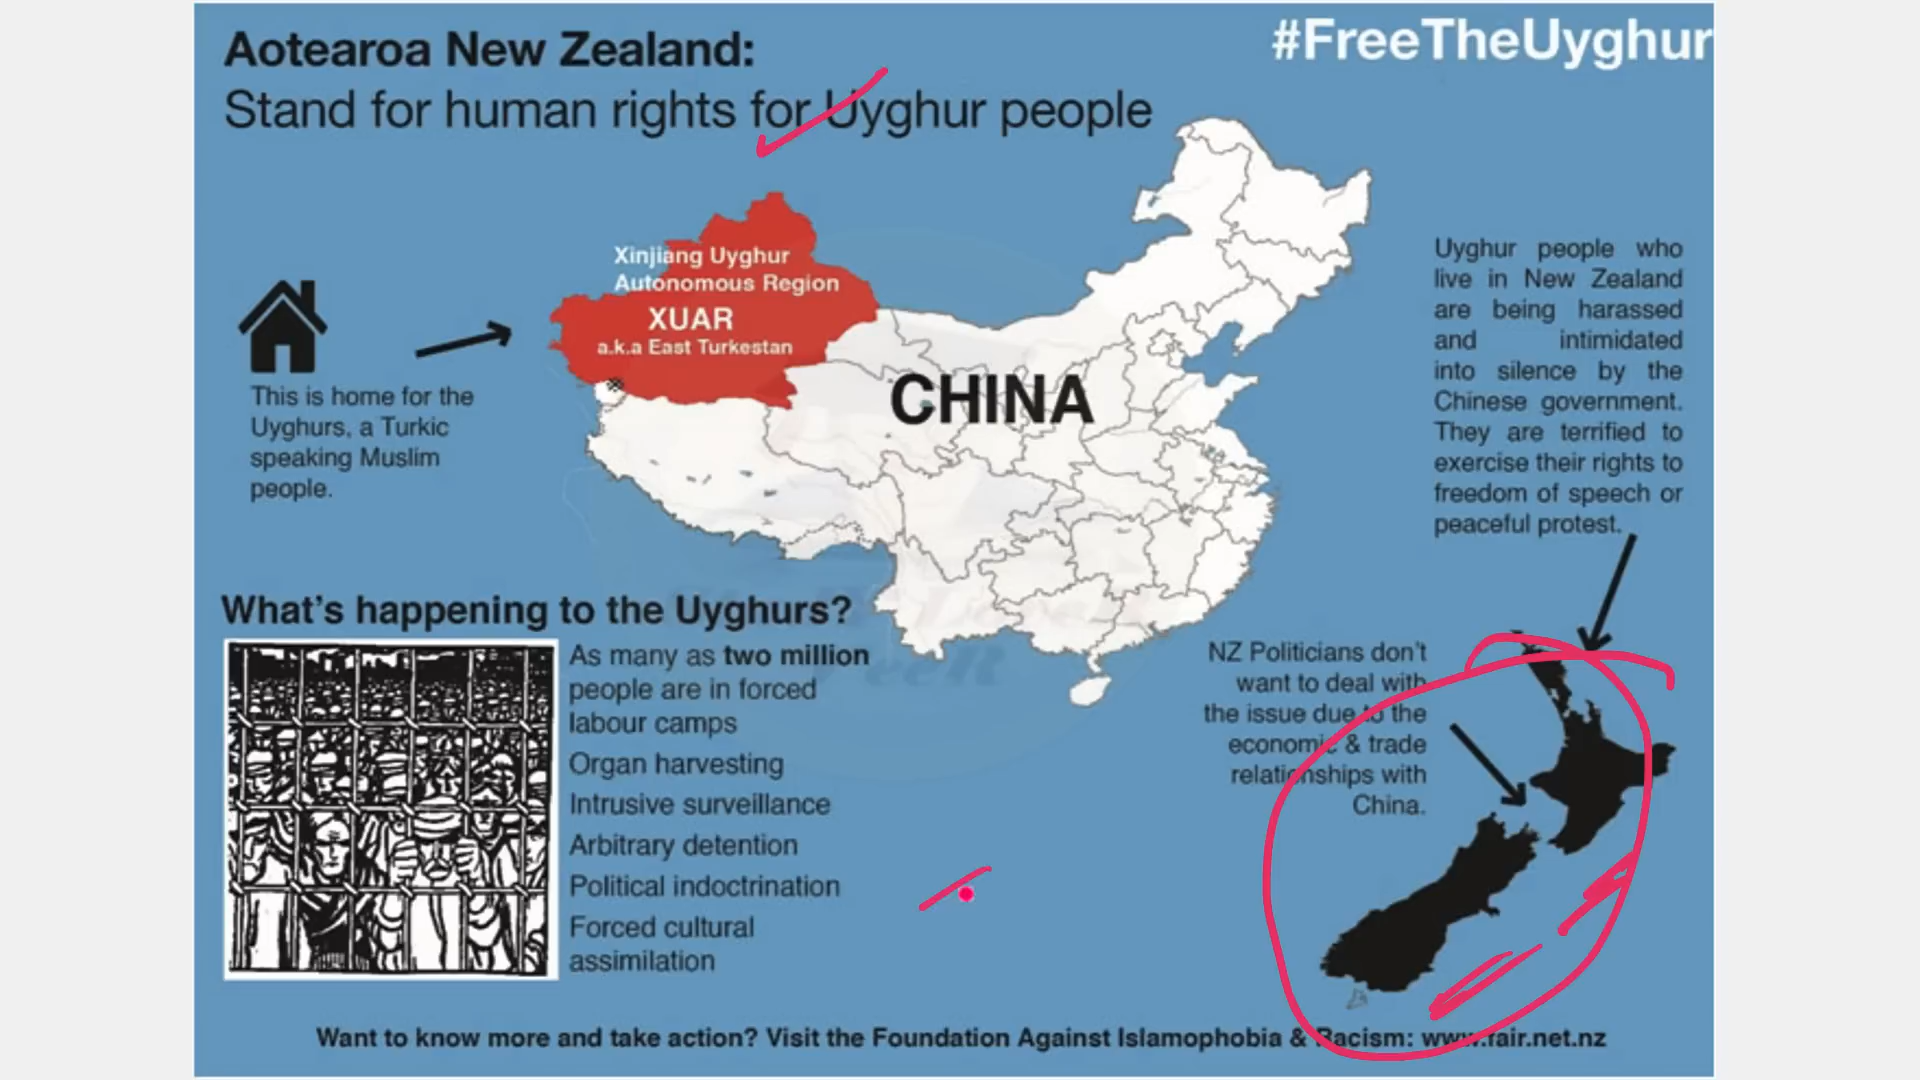 Aotearoa New Zealand:
#FreeTheUyghur
Stand for human rights for Uyghur people
Xinjiang Uyghur
Autonomous Region
XUAR
a.k.a East Turkestan
CHINA
This is home for the
Uyghurs, a Turkic
speaking Muslim
people.
Uyghur people who
live in New Zealand
are being harassed
and intimidated
into silence by the
Chinese government.
They are terrified to
exercise their rights to
freedom of speech or
peaceful protest.
What's happening to the Uyghurs?
As many as two million
people are in forced
labour camps
Organ harvesting
Intrusive surveillance
Arbitrary detention
Political indoctrination
Forced cultural
assimilation
NZ Politicians don't
want to deal with
the issue due to the
economic & trade
relationships with
China.
Want to know more and take action? Visit the Foundation Against Islamophobia & Racism: www.fair.net.nz